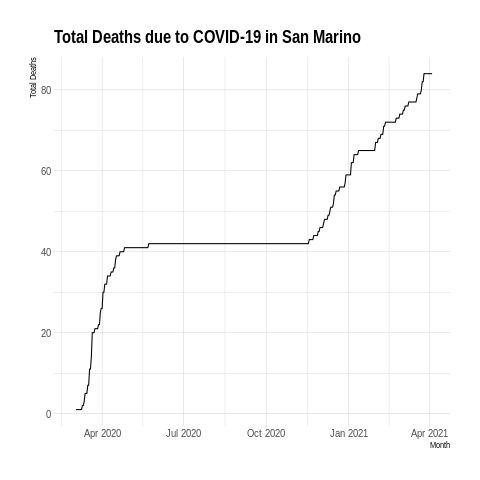 Total Deaths due to COVID-19 in San Marino
Total Deaths
80
60
40
20
0
Apr 2020 Jul 2020 Oct 2020 Jan 2021 Apr 2021
Month